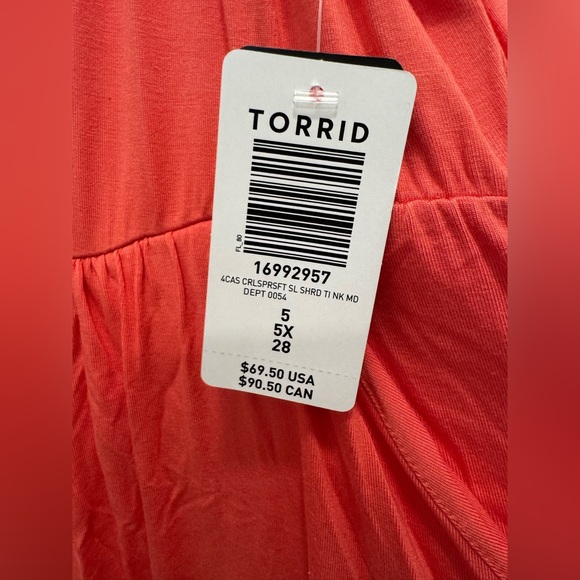 TORRID
FL_80
16992957
4CAS CRLSPRSFT SL SHRD TI NK MD
DEPT 0054
5
5X
28
$69.50 USA
$90.50 CAN